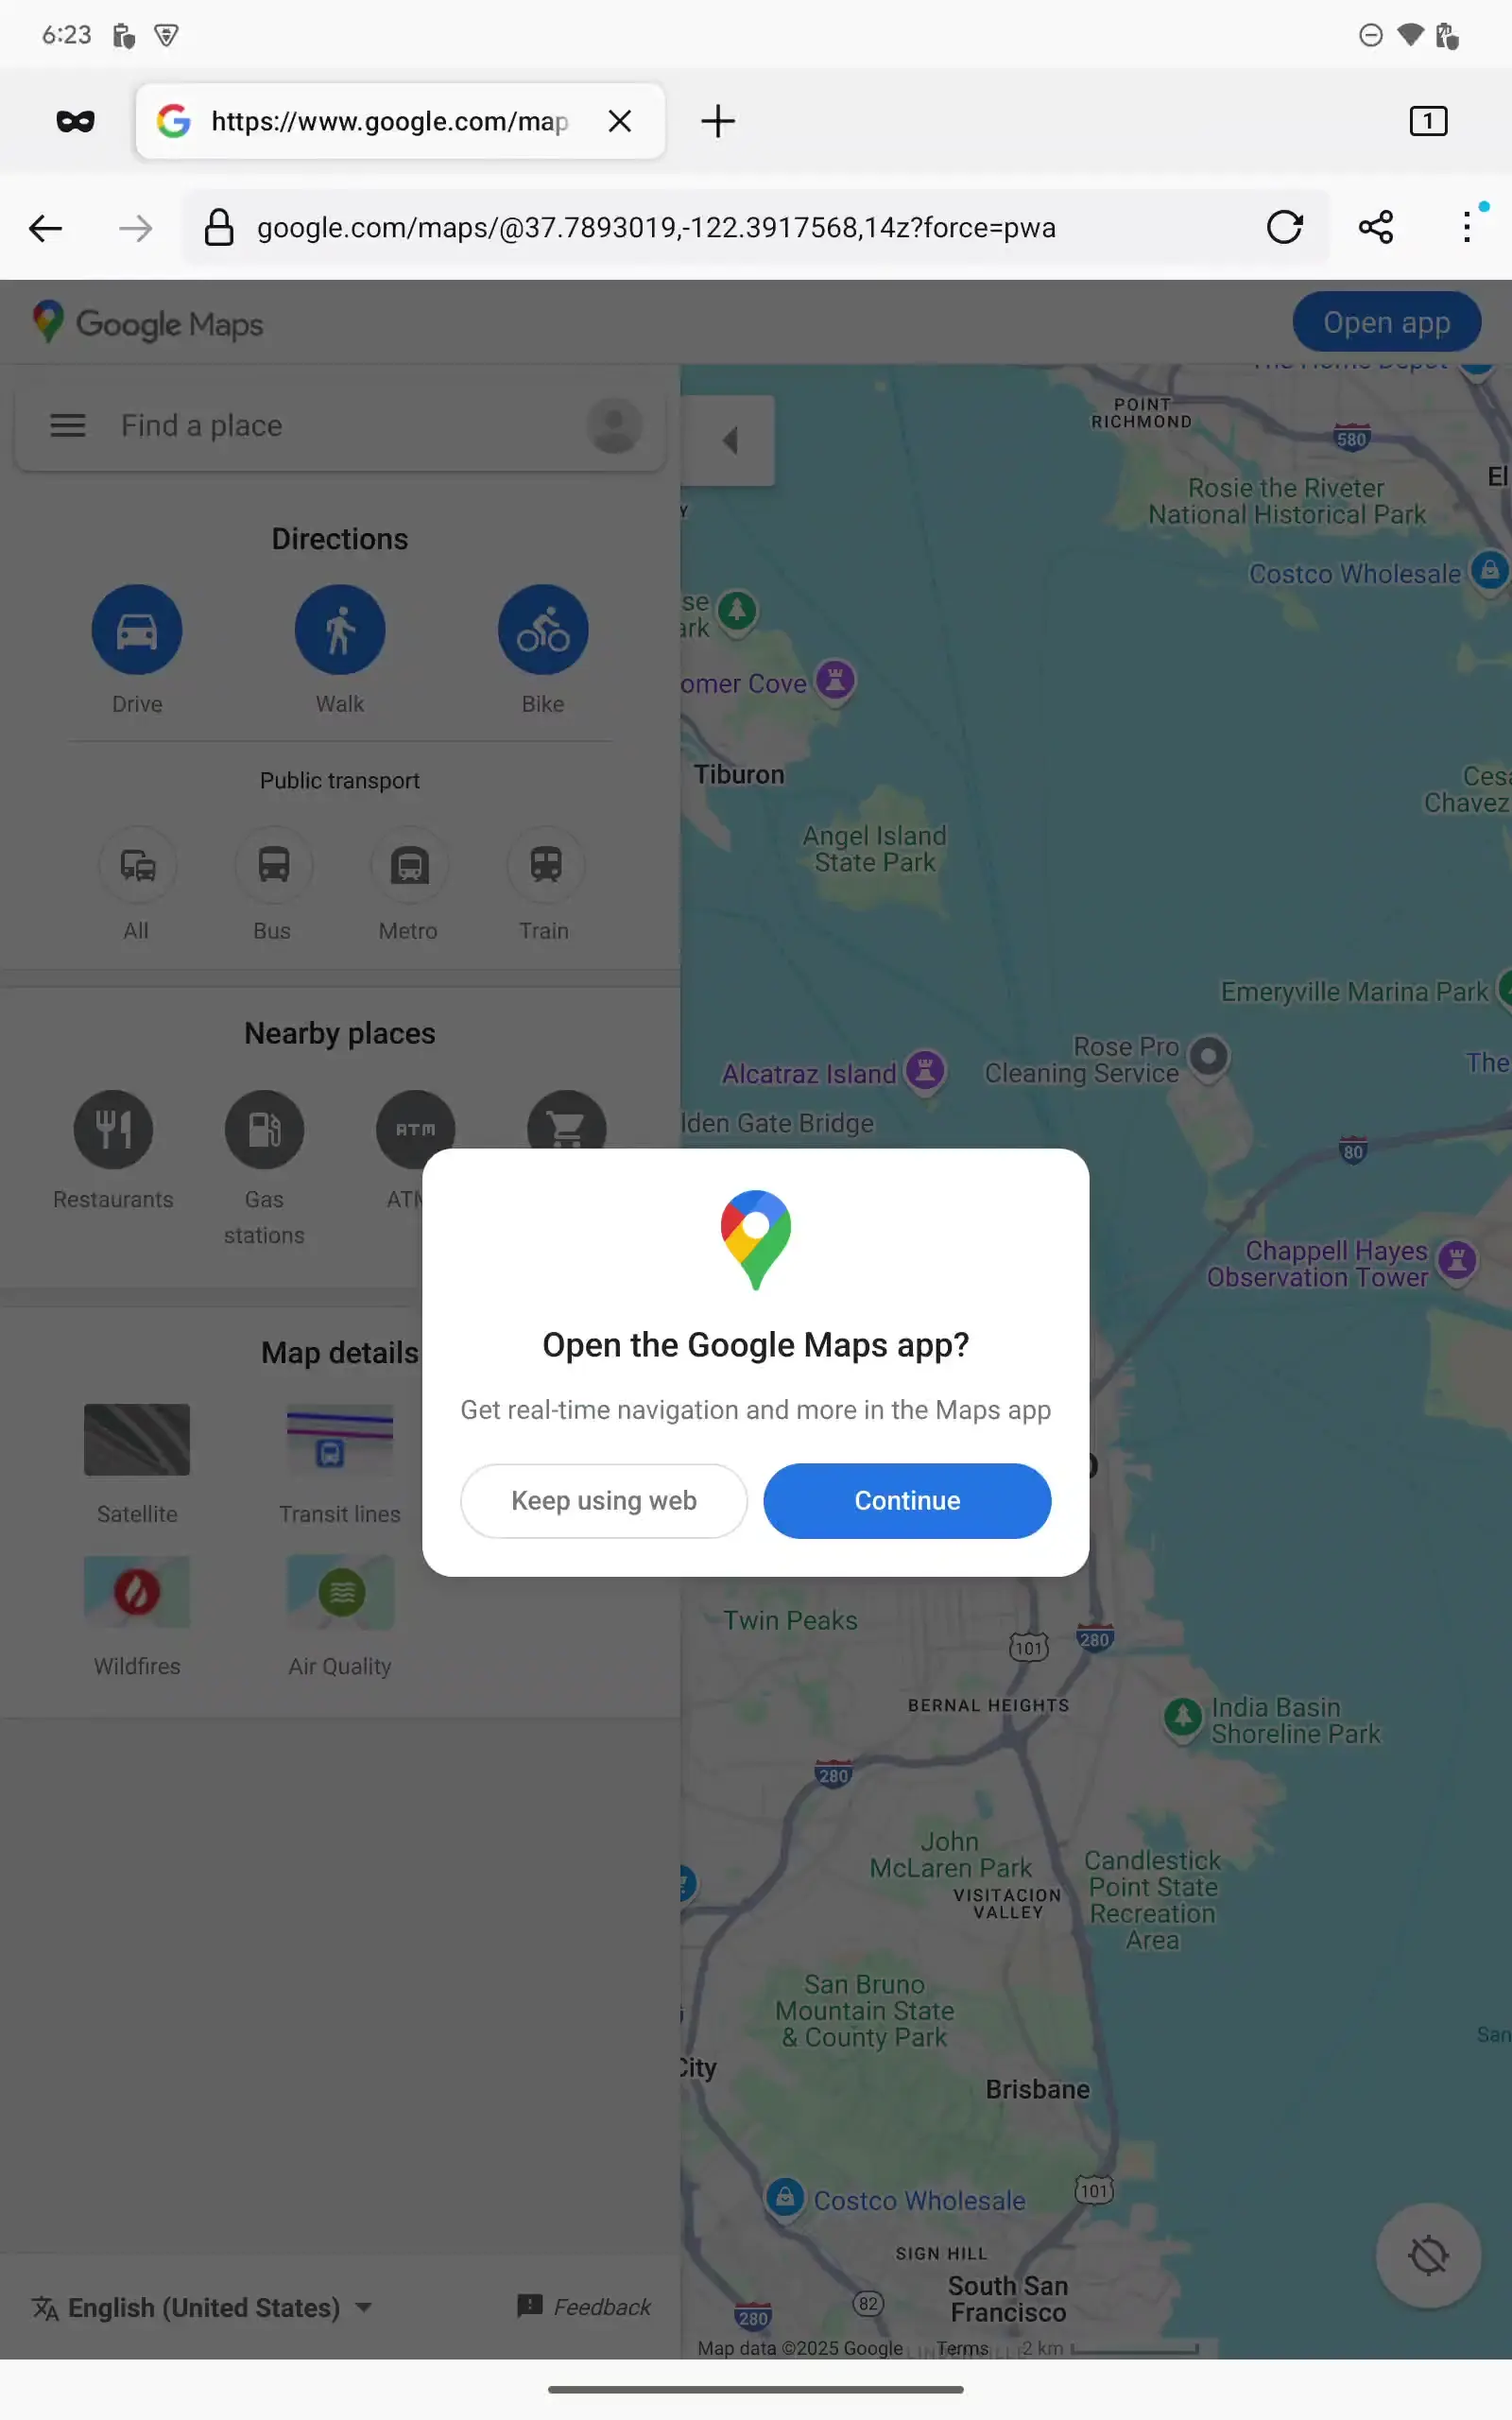 6:23
https://www.google.com/map
1
google.com/maps/@37.7893019,-122.3917568,14z?force=pwa
Google Maps
Open app
Find a place
Directions
Drive
Walk
Bike
Public transport
All
Bus
Metro
Train
Nearby places
Restaurants
Gas
stations
ATM
Map details
Satellite
Transit lines
Wildfires
Air Quality
English (United States)
Feedback
Open the Google Maps app?
Get real-time navigation and more in the Maps app
Keep using web
Continue
POINT
RICHMOND
580
El
Rosie the Riveter
National Historical Park
Costco Wholesale
se
ark
omer Cove
Tiburon
Cesa
Chavez
Angel Island
State Park
Emeryville Marina Park
Rose Pro
Cleaning Service
The
Alcatraz Island
lden Gate Bridge
80
Chappell Hayes
Observation Tower
Twin Peaks
101
280
BERNAL HEIGHTS
India Basin
Shoreline Park
280
John
McLaren Park
VISITACION
VALLEY
Candlestick
Point State
Recreation
Area
San Bruno
Mountain State
& County Park
San
City
Brisbane
Costco Wholesale
101
SIGN HILL
South San
Francisco
82
280
Map data ©2025 Google
Terms
2 km